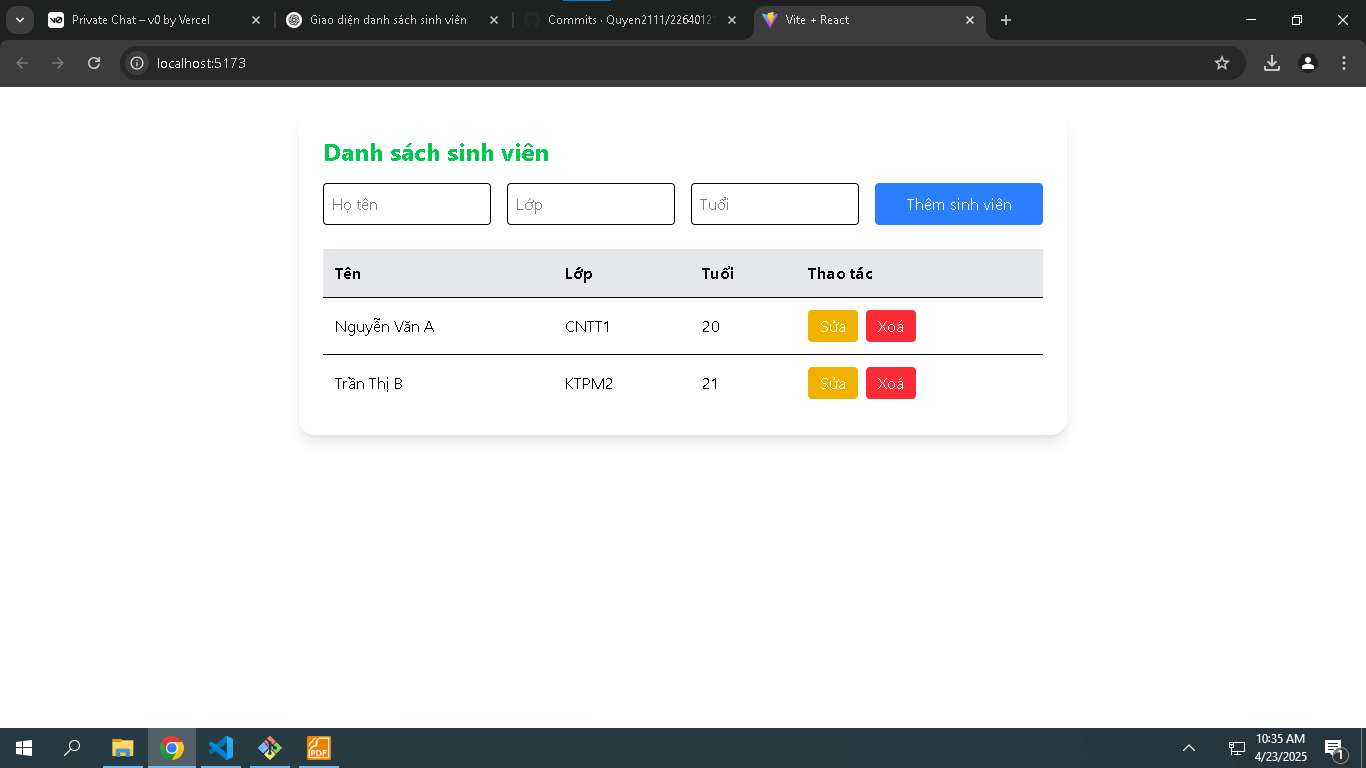 Private Chat – v0 by Vercel
Giao diện danh sách sinh viên
Commits · Quyen2111/2264012
Vite + React
localhost:5173
Danh sách sinh viên
Họ tên Lớp Tuổi Thêm sinh viên
Tên Lớp Tuổi Thao tác
Nguyễn Văn A CNTT1 20 Sửa Xoá
Trần Thị B KTPM2 21 Sửa Xoá
PDF
10:35 AM
4/23/2025
1